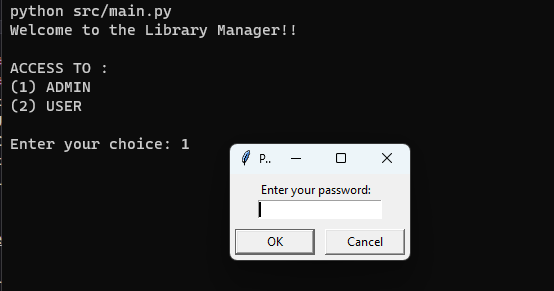 python src/main.py
Welcome to the Library Manager!!
ACCESS TO :
(1) ADMIN
(2) USER
Enter your choice: 1
P..
Enter your password:
OK
Cancel